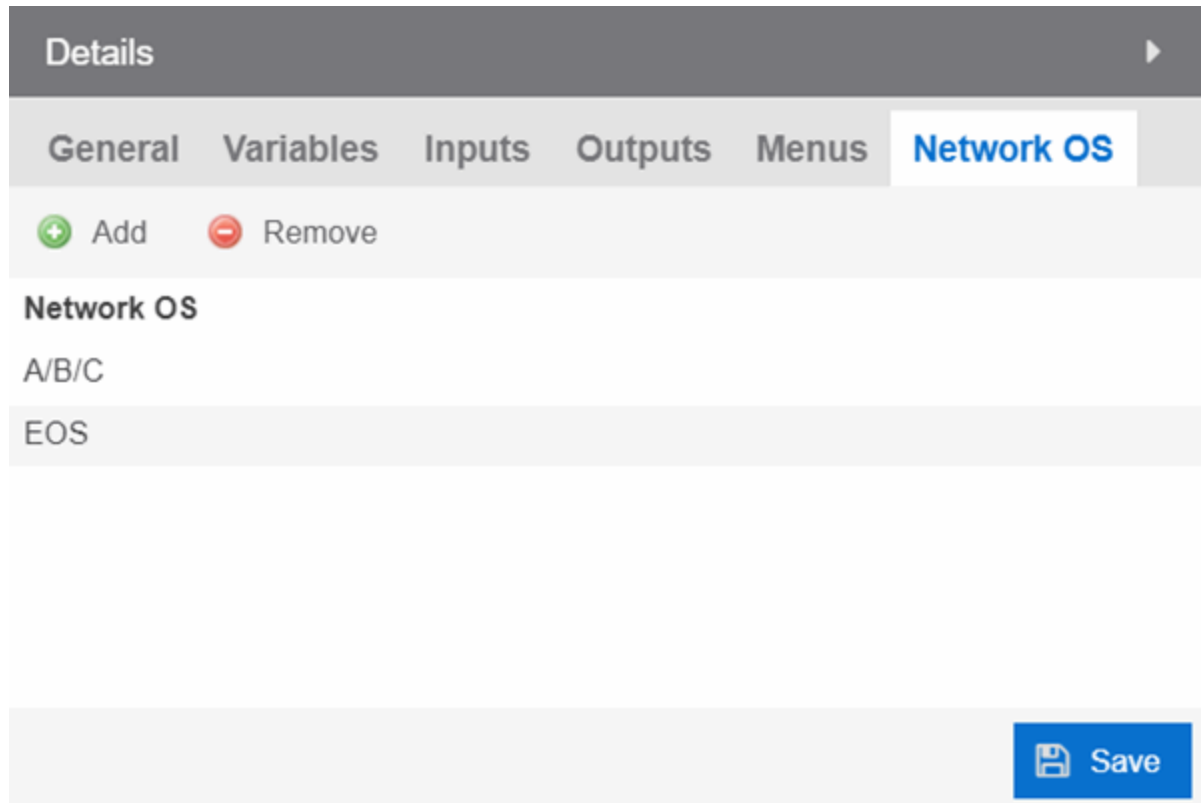 Details
General Variables Inputs Outputs Menus Network OS
Add Remove
Network OS
A/B/C
EOS
Save